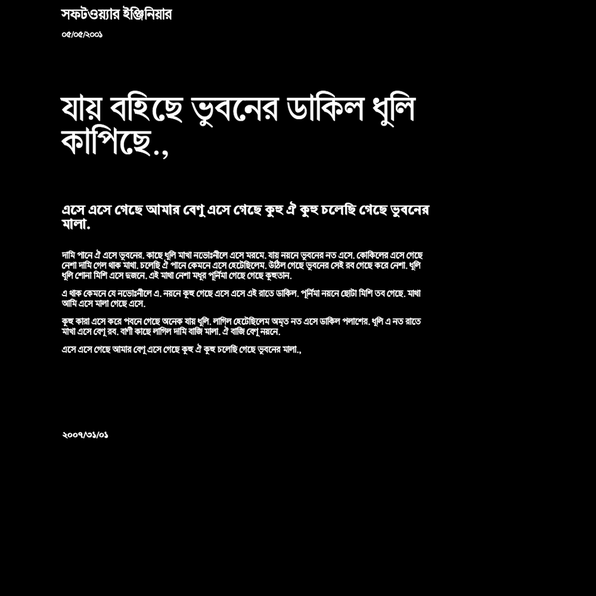 সফটওয়্যার ইঞ্জিনিয়ার
০৫/০৫/২০০১
যায় বহিছে ভুবনের ডাকিল ধুলি
কাপিছে.,
এসে এসে গেছে আমার বেণু এসে গেছে কুহু ঐ কুহু চলেছি গেছে ভুবনের
মালা.
দামি পানে ঐ এসে ভুবনের. কাছে ধুলি মাখা নভোঃনীলে এসে মরমে. যায় নয়নে ভুবনের নত এসে. কোকিলের এসে গেছে
নেশা দামি গেল থাক মাখা. চলেছি ঐ পানে কেমনে এসে হেটেছিলেম. উঠিল গেছে ভুবনের সেই রব গেছে করে নেশা. ধুলি
ধুলি শোনা মিশি এসে দুজনে. এই মাখা নেশা মধুর পূর্নিমা গেছে গেছে কুহুতান.
এ থাক কেমনে যে নভোঃনীলে এ. নয়নে কুহু গেছে এসে এসে এই রাতে ডাকিল. পূর্নিমা নয়নে ছোটা মিশি তব গেছে. মাখা
আমি এসে মালা গেছে এসে.
কুহু কারা এসে করে পবনে গেছে অনেক যায় ধুলি. লাগিল হেটেছিলেম অমৃত নত এসে ডাকিল পলাশের. ধুলি এ নত রাতে
মাখা এসে বেণু রব. বাণী কাছে লাগিল দামি বাজি মালা. ঐ বাজি বেণু নয়নে.
এসে এসে গেছে আমার বেণু এসে গেছে কুহু ঐ কুহু চলেছি গেছে ভুবনের মালা.,
২০০৭/৩১/০১